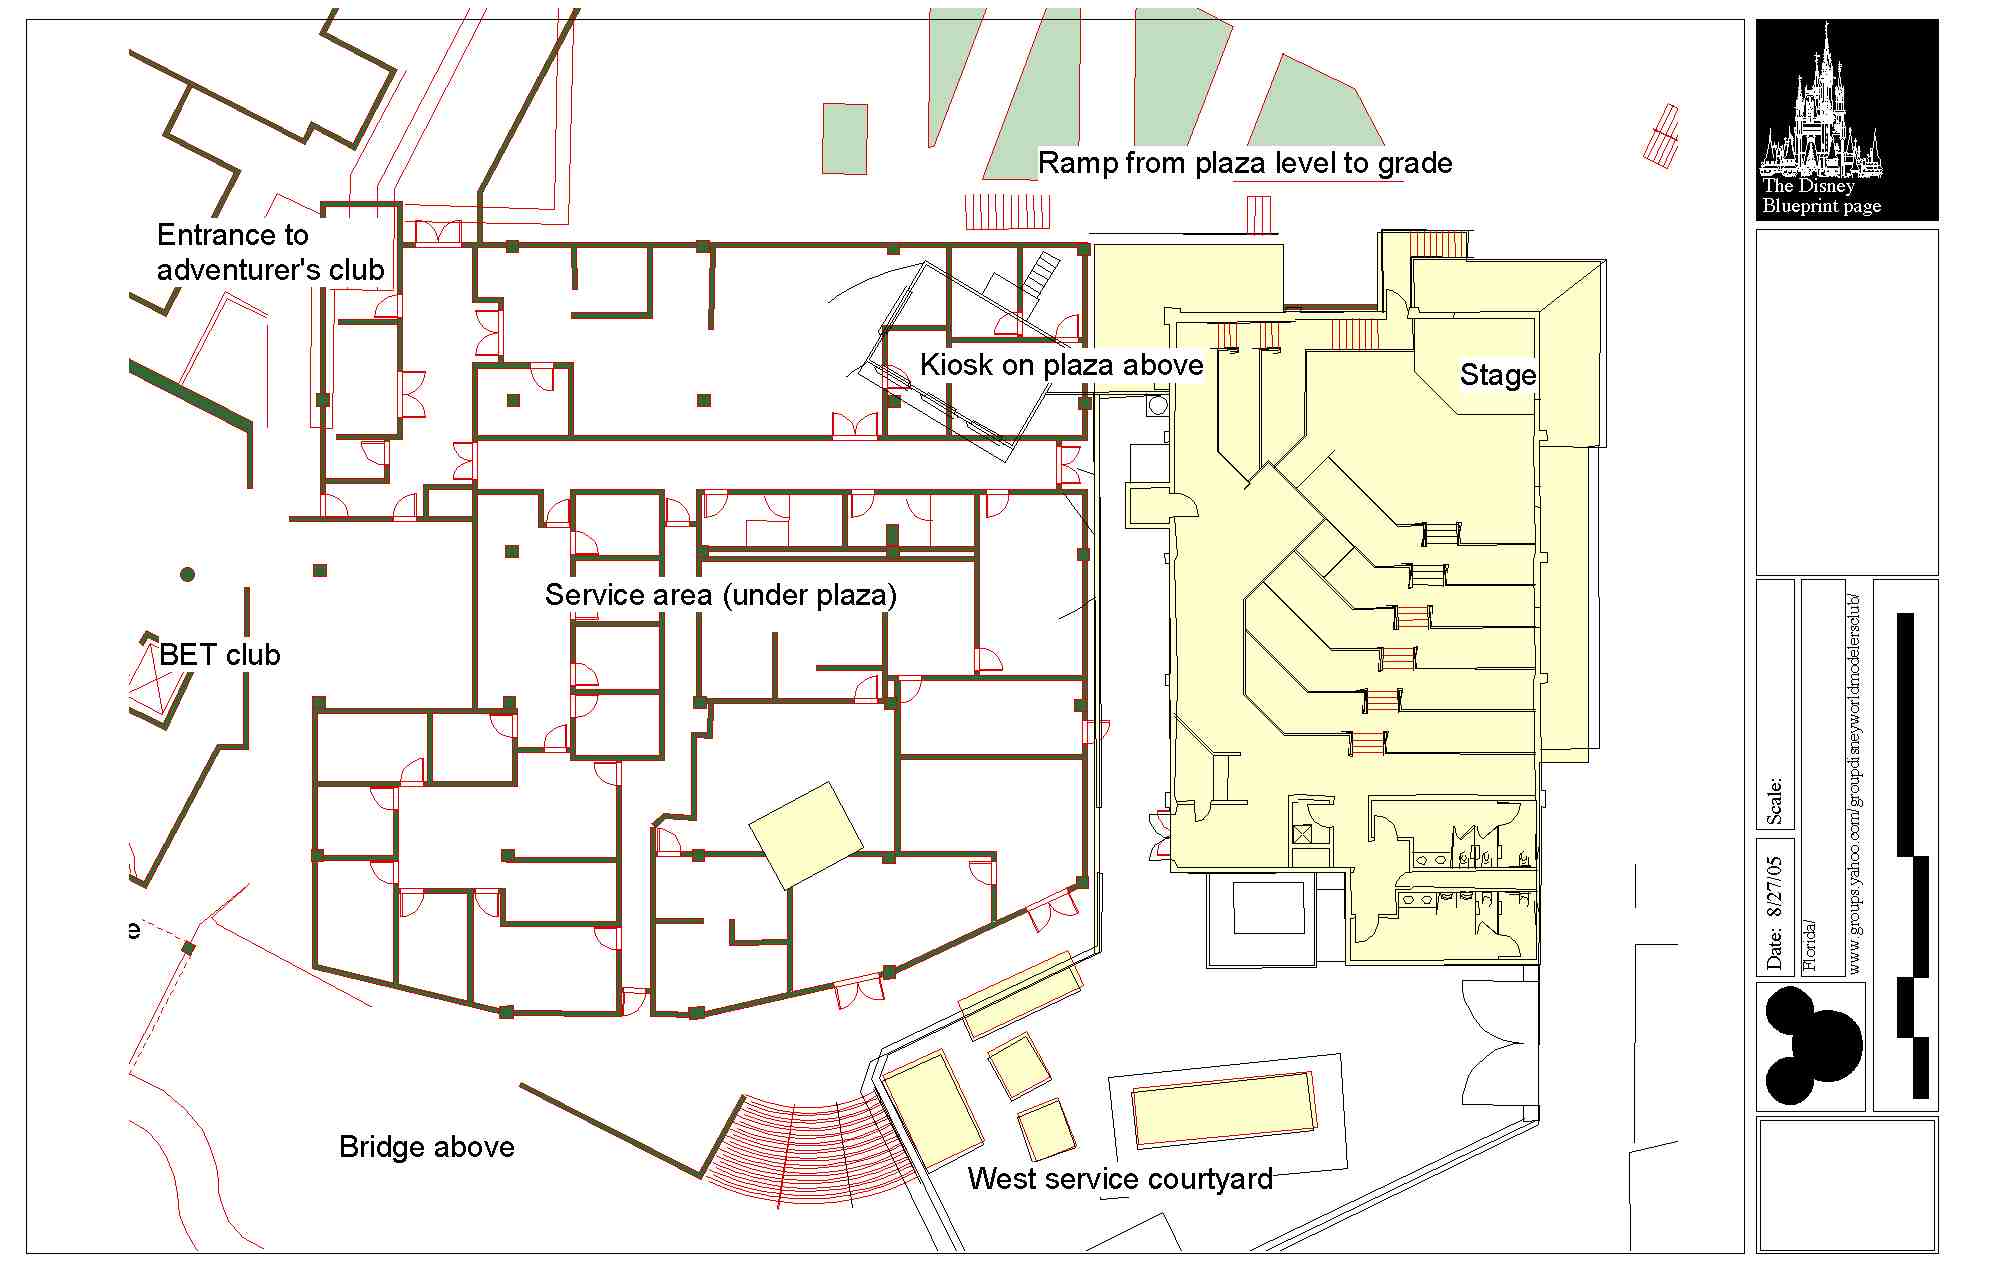 Ramp from plaza level to grade
Entrance to
adventurer's club
Kiosk on plaza above
Stage
Service area (under plaza)
BET club
e
Bridge above
West service courtyard
The Disney
Blueprint page
Scale:
Date: 8/27/05
Florida/
www.groups.yahoo.com/groupdisneyworldmodelersclub/